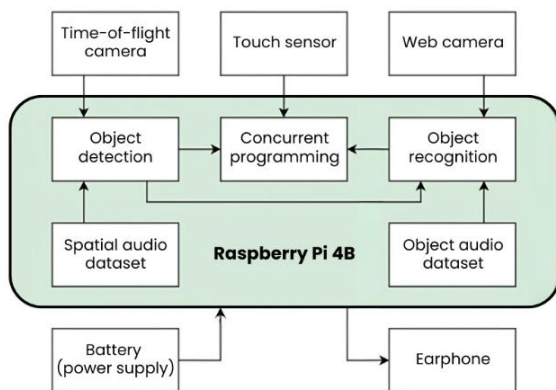 Time-of-flight
camera
Touch sensor
Web camera
Object
detection
Concurrent
programming
Object
recognition
Spatial audio
dataset
Raspberry Pi 4B
Object audio
dataset
Battery
(power supply)
Earphone